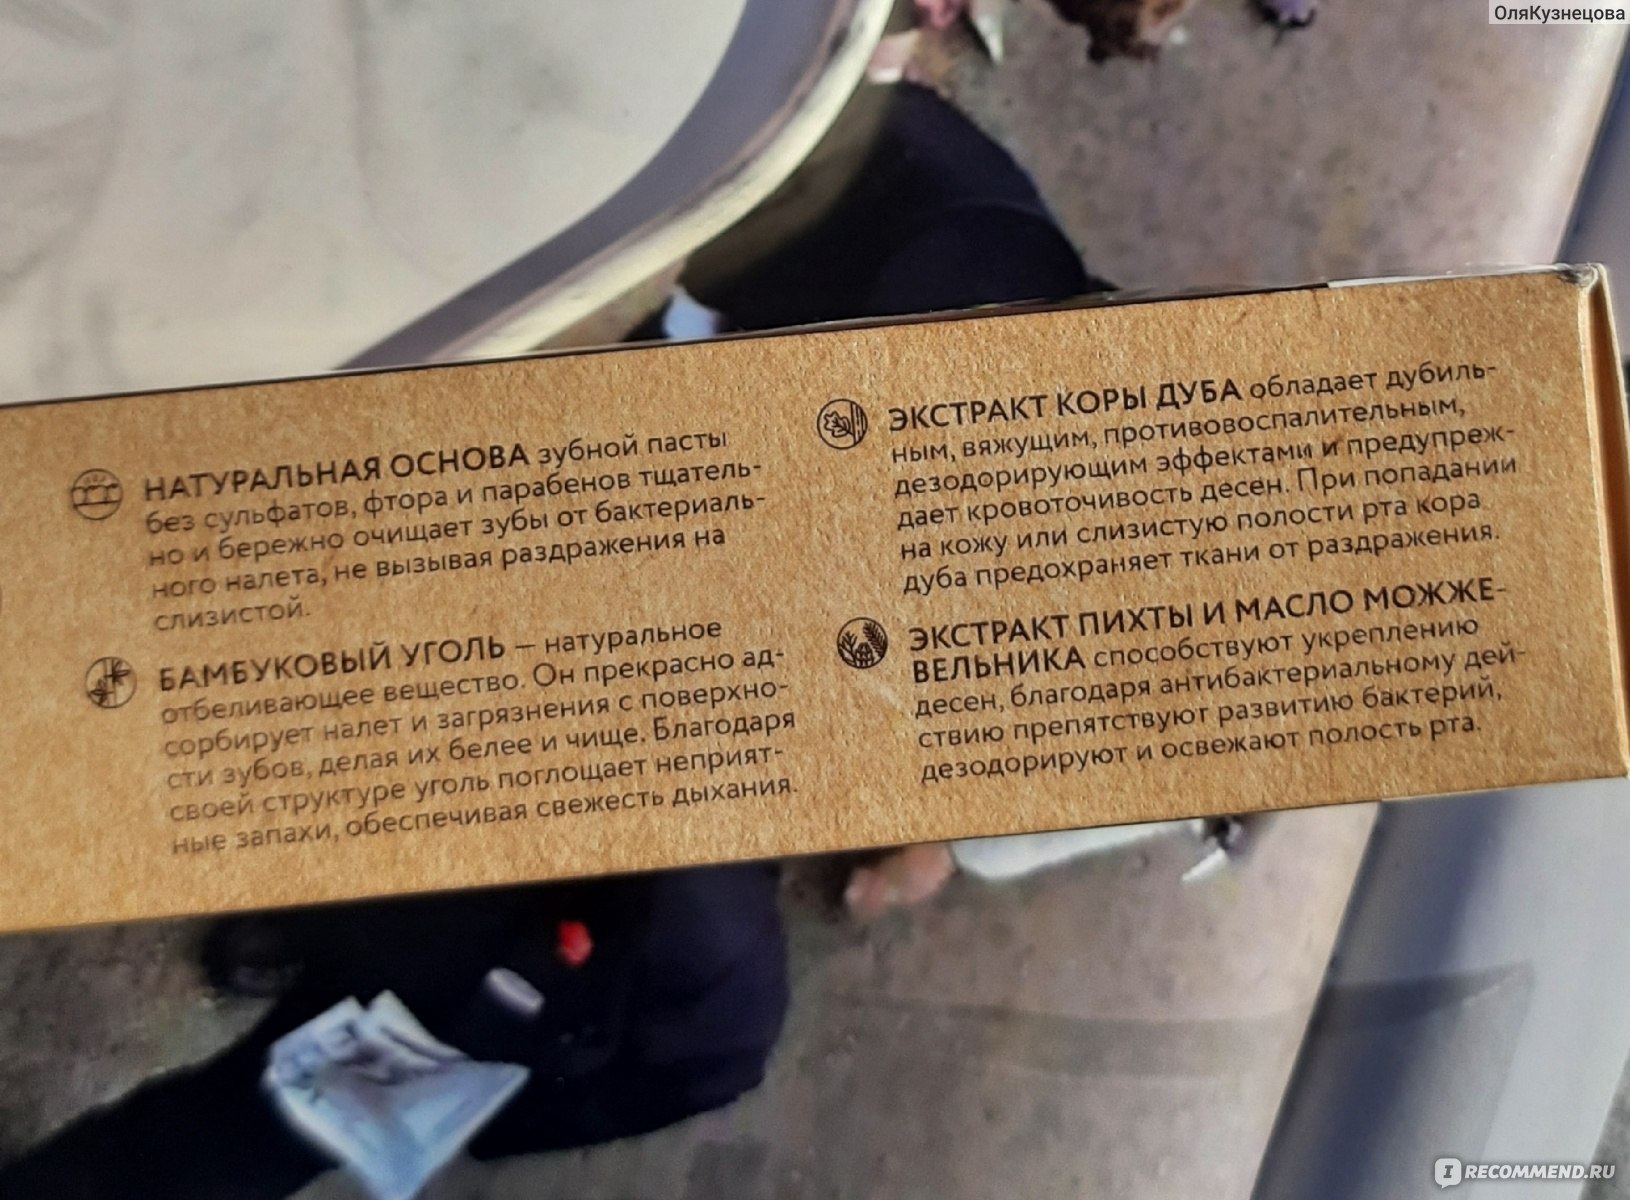 ОляКузнецова
НАТУРАЛЬНАЯ ОСНОВА зубной пасты
без сульфатов, фтора и парабенов тщатель-
но и бережно очищает зубы от бактериаль-
ного налета, не вызывая раздражения на
слизистой.
БАМБУКОВЫЙ УГОЛЬ — натуральное
отбеливающее вещество. Он прекрасно ад-
сорбирует налет и загрязнения с поверхно-
сти зубов, делая их белее и чище. Благодаря
своей структуре уголь поглощает неприят-
ные запахи, обеспечивая свежесть дыхания.
ЭКСТРАКТ КОРЫ ДУБА обладает дубиль-
ным, вяжущим, противовоспалительным,
дезодорирующим эффектами и предупреж-
дает кровоточивость десен. При попадании
на кожу или слизистую полости рта кора
дуба предохраняет ткани от раздражения.
ЭКСТРАКТ ПИХТЫ И МАСЛО МОЖЖЕ-
ВЕЛЬНИКА способствуют укреплению
десен, благодаря антибактериальному дей-
ствию препятствуют развитию бактерий,
дезодорируют и освежают полость рта.
IRECOMMEND.RU